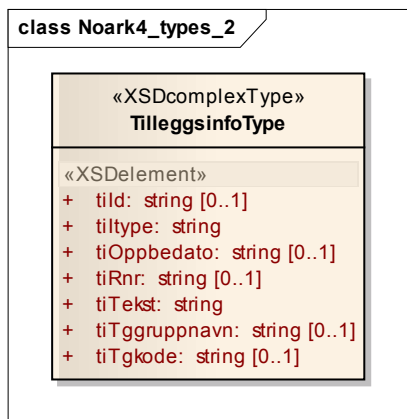 class Noark4_types_2
«XSDcomplexType»
TilleggsinfoType
«XSDelement»
+ tiId: string [0..1]
+ tiItype: string
+ tiOppbedato: string [0..1]
+ tiRnr: string [0..1]
+ tiTekst: string
+ tiTggruppnavn: string [0..1]
+ tiTgkode: string [0..1]